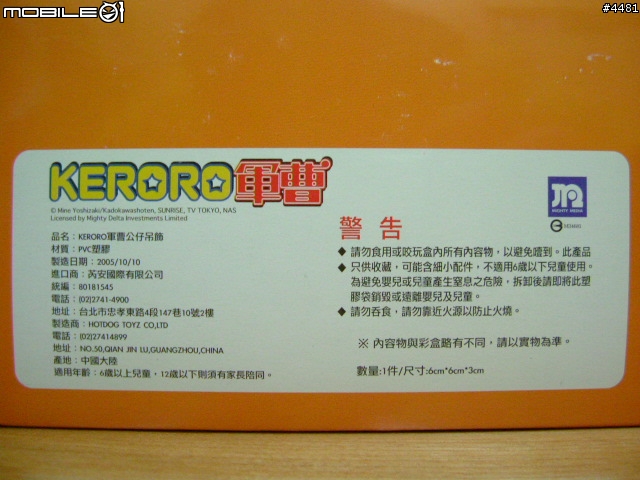 MOBILE01
#4481
KERORO軍曹
© Mine Yoshizaki/Kadokawashoten, SUNRISE, TV TOKYO, NAS
Licensed by Mighty Delta Investments Limited
品名：KERORO軍曹公仔吊飾
材質：PVC塑膠
製造日期：2005/10/10
進口商：芮安國際有限公司
統編：80181545
電話：(02)2741-4900
地址：台北市忠孝東路4段147巷10號2樓
製造商：HOTDOG TOYZ CO,LTD
電話：(02)27414899
地址：NO.50,QIAN JIN LU,GUANGZHOU,CHINA
產地：中國大陸
適用年齡：6歲以上兒童，12歲以下則須有家長陪同。
MIGHTY MEDIA
警告
◆ 請勿食用或咬玩盒內所有內容物，以避免噎到。此產品
◆ 只供收藏，可能含細小配件，不適用6歲以下兒童使用。
為避免嬰兒或兒童產生窒息之危險，拆卸後請即將此塑
膠袋銷毀或遠離嬰兒及兒童。
◆ 請勿吞食，請勿靠近火源以防止火燒。
※ 內容物與彩盒略有不同，請以實物為準。
數量:1件/尺寸:6cm*6cm*3cm